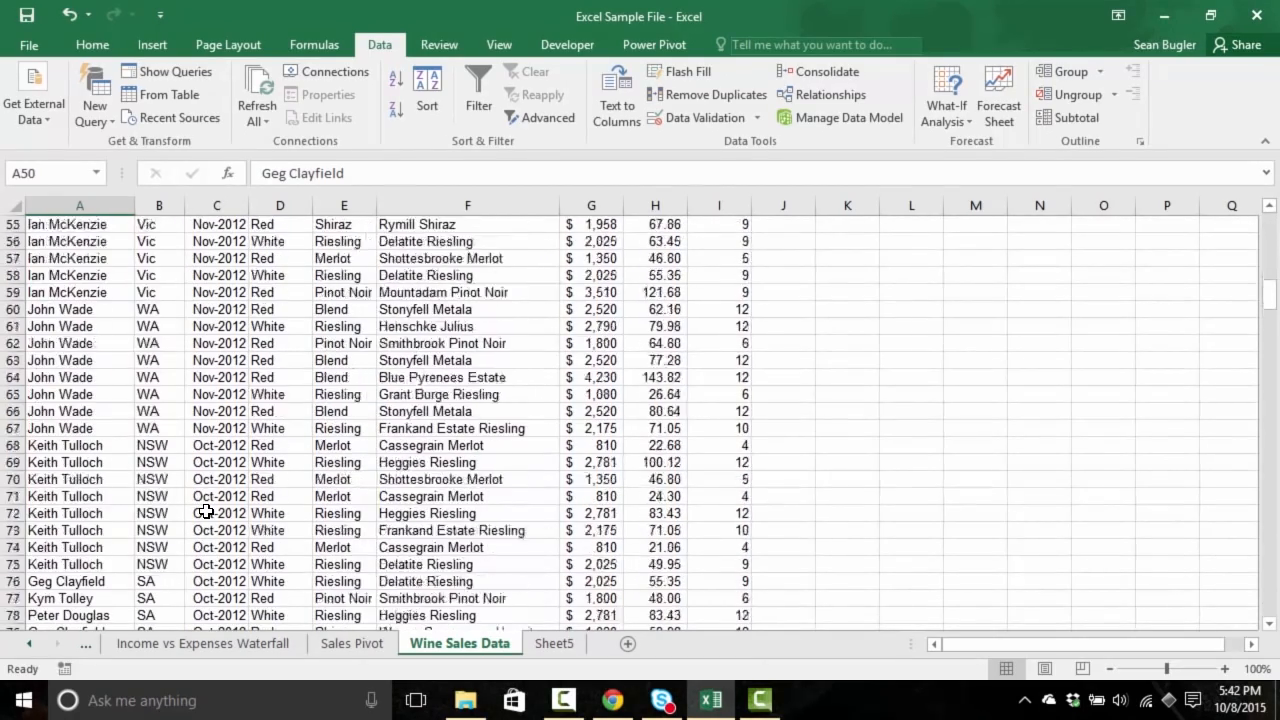 Excel Sample File - Excel
File Home Insert Page Layout Formulas Data Review View Developer Power Pivot Tell me what you want to do... Sean Bugler Share
Get External Data
New Query
Show Queries
From Table
Recent Sources
Get & Transform
Refresh All
Connections
Properties
Edit Links
Connections
Sort
Filter
Clear
Reapply
Advanced
Sort & Filter
Text to Columns
Flash Fill
Remove Duplicates
Data Validation
Consolidate
Relationships
Manage Data Model
Data Tools
What-If Analysis
Forecast Sheet
Forecast
Group
Ungroup
Subtotal
Outline
A50 fx Geg Clayfield
A B C D E F G H I J K L M N O P Q
55 Ian McKenzie Vic Nov-2012 Red Shiraz Rymill Shiraz $ 1,958 67.86 9
56 Ian McKenzie Vic Nov-2012 White Riesling Delatite Riesling $ 2,025 63.45 9
57 Ian McKenzie Vic Nov-2012 Red Merlot Shottesbrooke Merlot $ 1,350 46.80 5
58 Ian McKenzie Vic Nov-2012 White Riesling Delatite Riesling $ 2,025 55.35 9
59 Ian McKenzie Vic Nov-2012 Red Pinot Noir Mountadam Pinot Noir $ 3,510 121.68 9
60 John Wade WA Nov-2012 Red Blend Stonyfell Metala $ 2,520 62.16 12
61 John Wade WA Nov-2012 White Riesling Henschke Julius $ 2,790 79.98 12
62 John Wade WA Nov-2012 Red Pinot Noir Smithbrook Pinot Noir $ 1,800 64.80 6
63 John Wade WA Nov-2012 Red Blend Stonyfell Metala $ 2,520 77.28 12
64 John Wade WA Nov-2012 Red Blend Blue Pyrenees Estate $ 4,230 143.82 12
65 John Wade WA Nov-2012 White Riesling Grant Burge Riesling $ 1,080 26.64 6
66 John Wade WA Nov-2012 Red Blend Stonyfell Metala $ 2,520 80.64 12
67 John Wade WA Nov-2012 White Riesling Frankand Estate Riesling $ 2,175 71.05 10
68 Keith Tulloch NSW Oct-2012 Red Merlot Cassegrain Merlot $ 810 22.68 4
69 Keith Tulloch NSW Oct-2012 White Riesling Heggies Riesling $ 2,781 100.12 12
70 Keith Tulloch NSW Oct-2012 Red Merlot Shottesbrooke Merlot $ 1,350 46.80 5
71 Keith Tulloch NSW Oct-2012 Red Merlot Cassegrain Merlot $ 810 24.30 4
72 Keith Tulloch NSW Oct-2012 White Riesling Heggies Riesling $ 2,781 83.43 12
73 Keith Tulloch NSW Oct-2012 White Riesling Frankand Estate Riesling $ 2,175 71.05 10
74 Keith Tulloch NSW Oct-2012 Red Merlot Cassegrain Merlot $ 810 21.06 4
75 Keith Tulloch NSW Oct-2012 White Riesling Delatite Riesling $ 2,025 49.95 9
76 Geg Clayfield SA Oct-2012 White Riesling Delatite Riesling $ 2,025 55.35 9
77 Kym Tolley SA Oct-2012 Red Pinot Noir Smithbrook Pinot Noir $ 1,800 48.00 6
78 Peter Douglas SA Oct-2012 White Riesling Heggies Riesling $ 2,781 83.43 12
... Income vs Expenses Waterfall Sales Pivot Wine Sales Data Sheet5
Ready 100%
Ask me anything 5:42 PM
10/8/2015